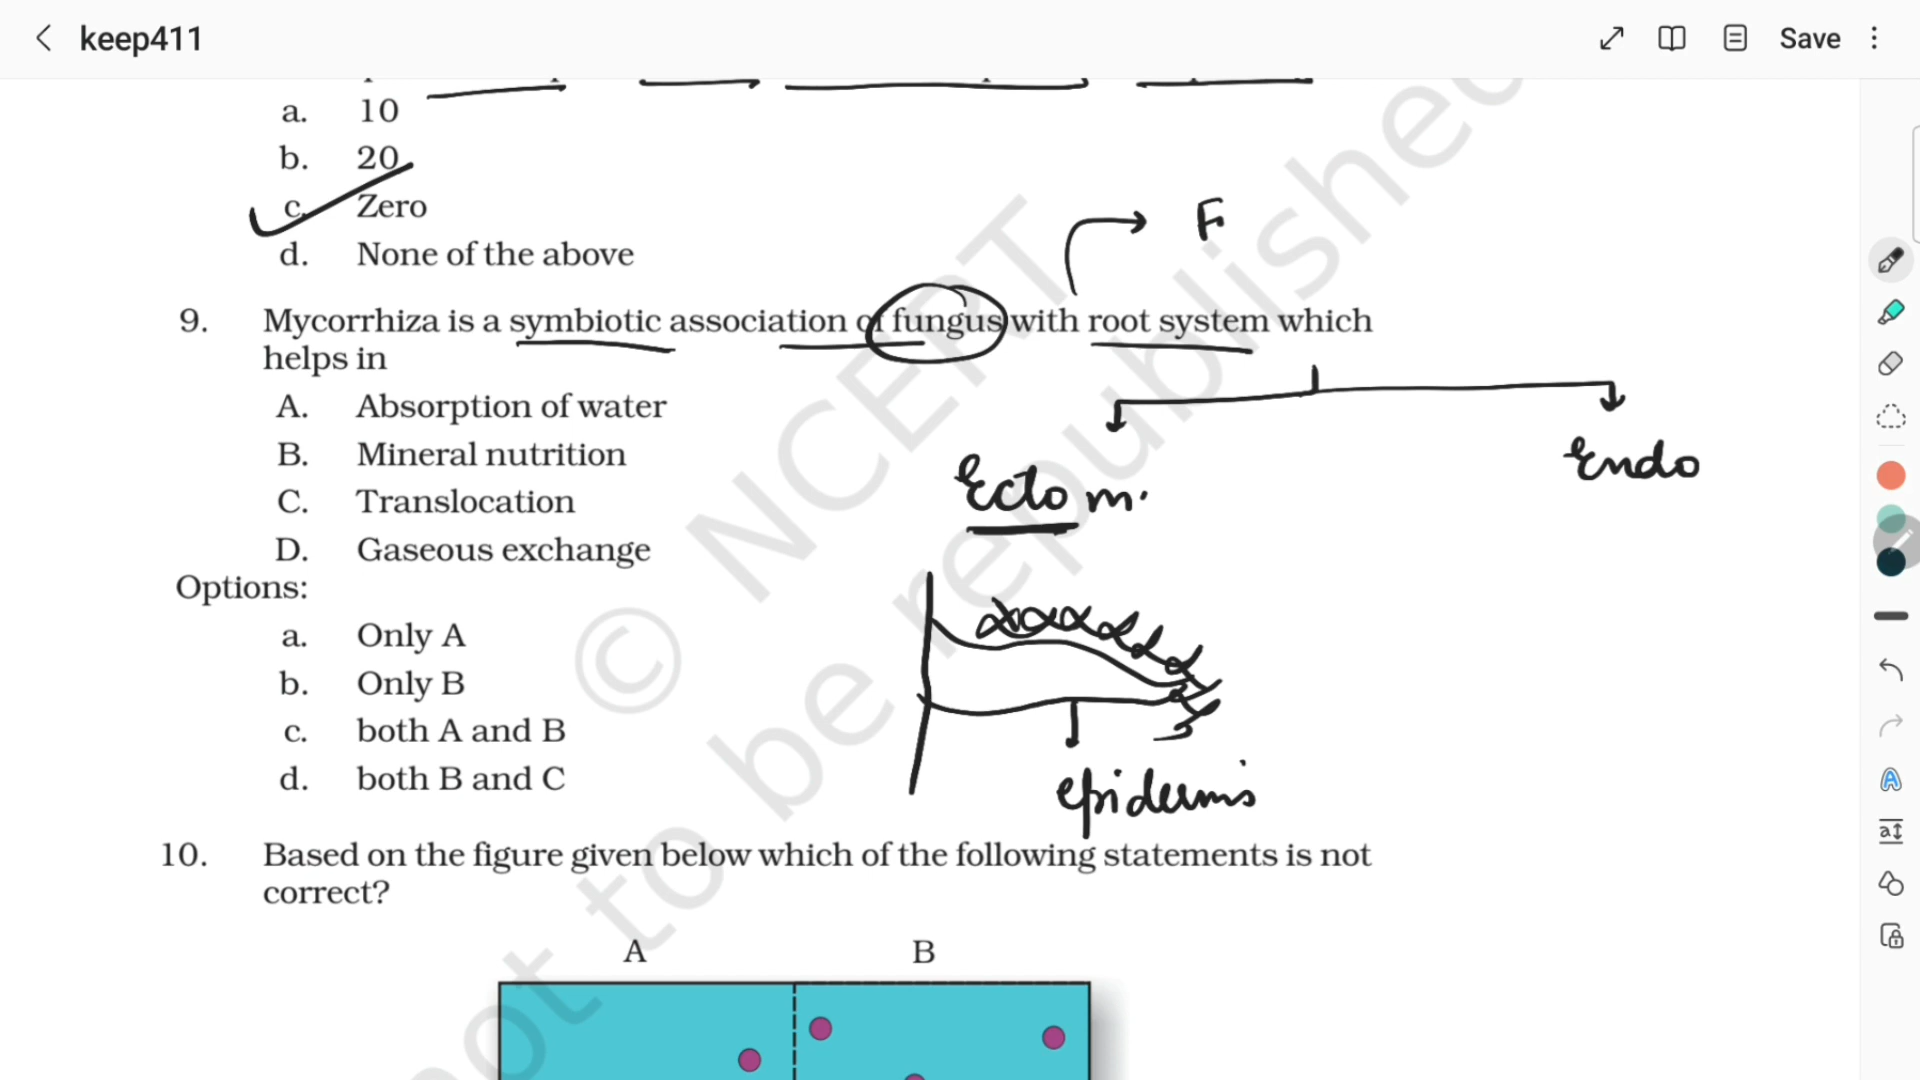 keep411
Save
a. 10
b. 20
c. Zero
d. None of the above
F
9. Mycorrhiza is a symbiotic association of fungus with root system which
helps in
A. Absorption of water
B. Mineral nutrition
C. Translocation
D. Gaseous exchange
Endo
Ecto m.
Options:
a. Only A
b. Only B
c. both A and B
d. both B and C
epidermis
10. Based on the figure given below which of the following statements is not
correct?
A B
© NCERT
not to be republished